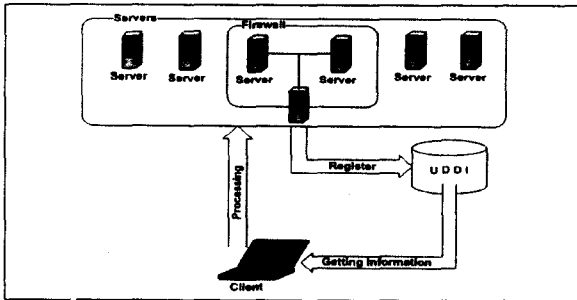 Servers
Firewall
Server
Server
Server
Server
Server
Server
Register
UDDI
Processing
Getting Information
Client